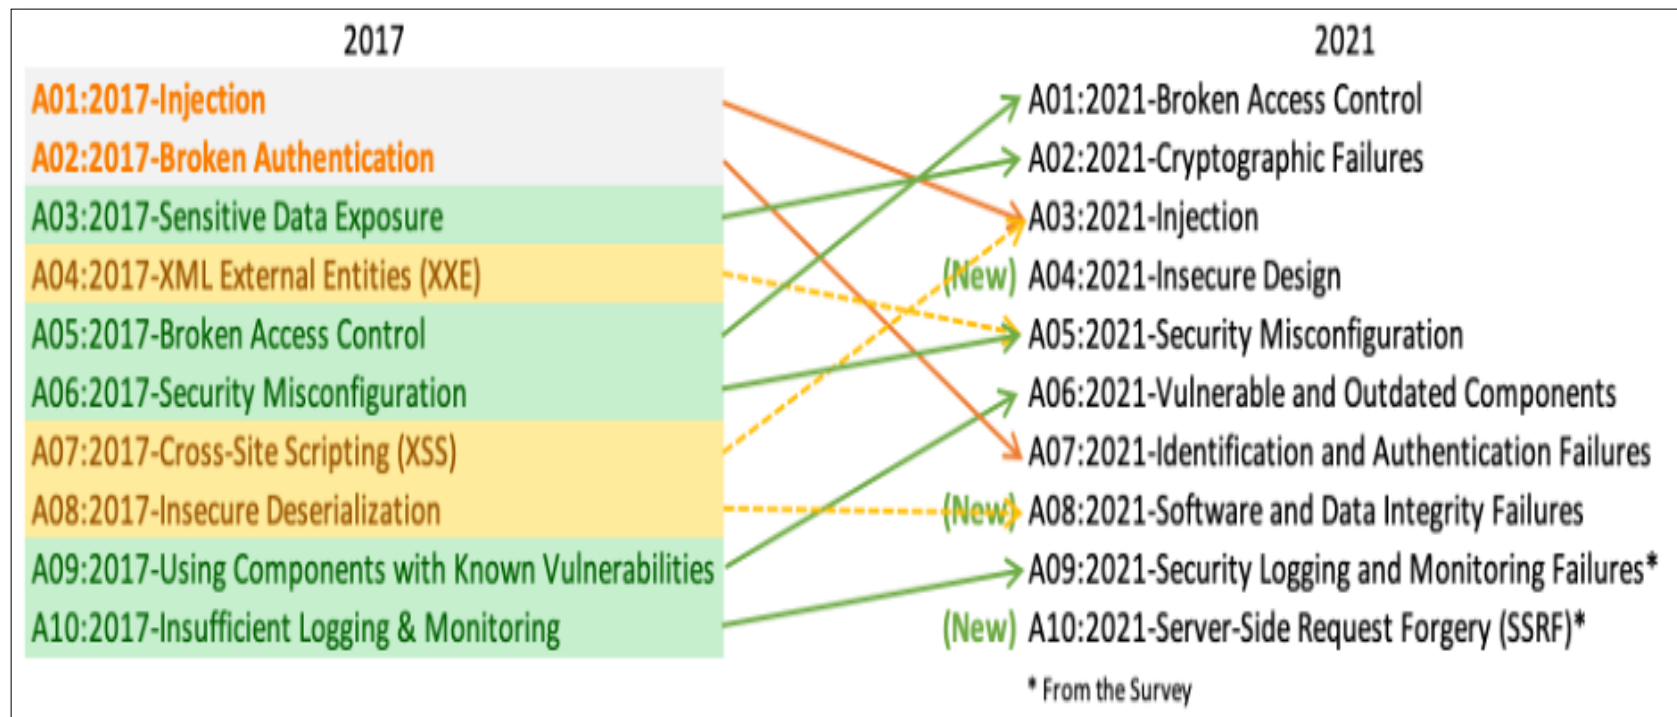 2017
A01:2017-Injection
A02:2017-Broken Authentication
A03:2017-Sensitive Data Exposure
A04:2017-XML External Entities (XXE)
A05:2017-Broken Access Control
A06:2017-Security Misconfiguration
A07:2017-Cross-Site Scripting (XSS)
A08:2017-Insecure Deserialization
A09:2017-Using Components with Known Vulnerabilities
A10:2017-Insufficient Logging & Monitoring
2021
A01:2021-Broken Access Control
A02:2021-Cryptographic Failures
A03:2021-Injection
(New) A04:2021-Insecure Design
A05:2021-Security Misconfiguration
A06:2021-Vulnerable and Outdated Components
A07:2021-Identification and Authentication Failures
(New) A08:2021-Software and Data Integrity Failures
A09:2021-Security Logging and Monitoring Failures*
(New) A10:2021-Server-Side Request Forgery (SSRF)*
* From the Survey